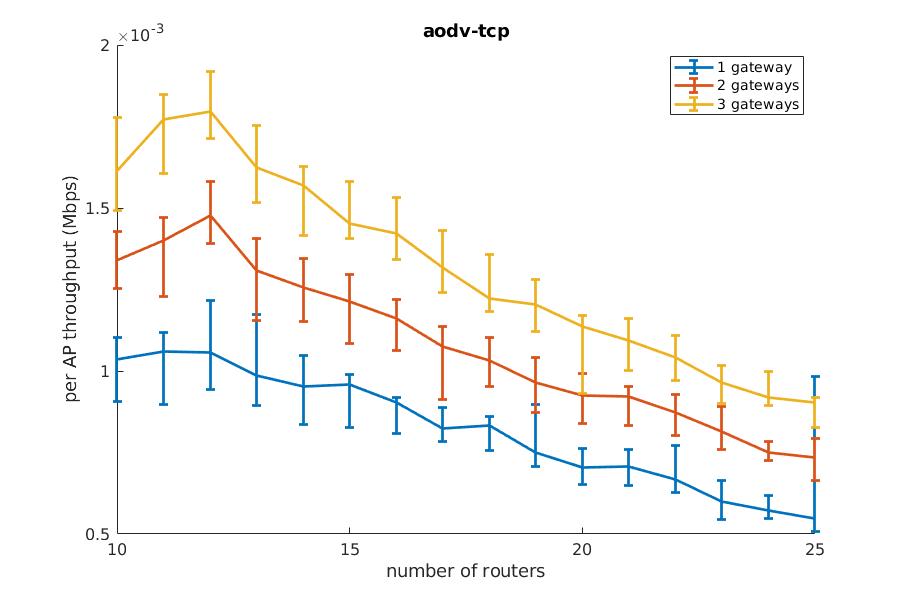 aodv-tcp
×10^-3
2
1.5
1
0.5
per AP throughput (Mbps)
1 gateway
2 gateways
3 gateways
10 15 20 25
number of routers